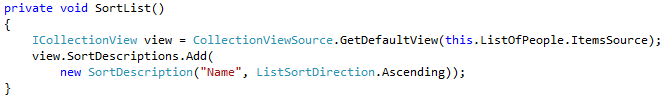 private void SortList()
{
    ICollectionView view = CollectionViewSource.GetDefaultView(this.ListOfPeople.ItemsSource);
    view.SortDescriptions.Add(
        new SortDescription("Name", ListSortDirection.Ascending));
}